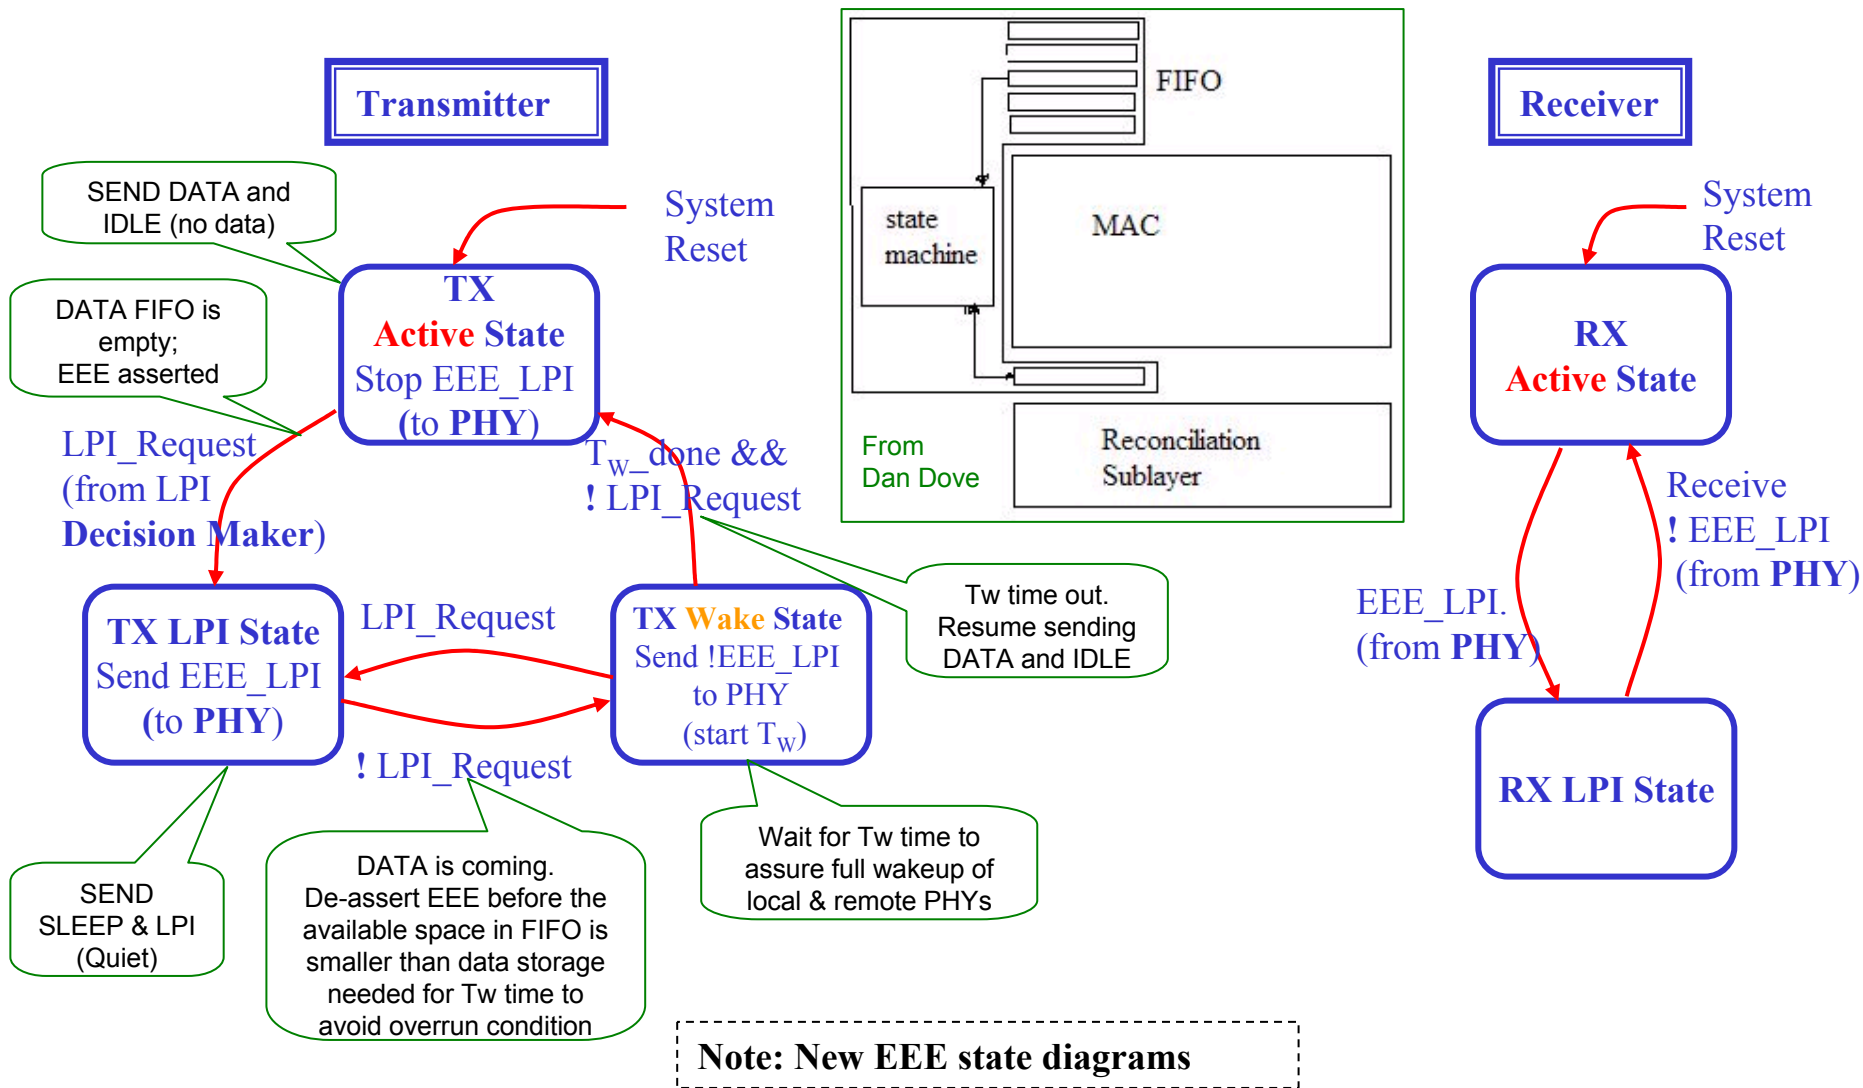 Transmitter
SEND DATA and
IDLE (no data)
System
Reset
TX
Active State
Stop EEE_LPI
(to PHY)
DATA FIFO is
empty;
EEE asserted
LPI_Request
(from LPI
Decision Maker)
TW_done &&
! LPI_Request
Tw time out.
Resume sending
DATA and IDLE
TX LPI State
Send EEE_LPI
(to PHY)
LPI_Request
TX Wake State
Send !EEE_LPI
to PHY
(start TW)
! LPI_Request
SEND
SLEEP & LPI
(Quiet)
DATA is coming.
De-assert EEE before the
available space in FIFO is
smaller than data storage
needed for Tw time to
avoid overrun condition
Wait for Tw time to
assure full wakeup of
local & remote PHYs
FIFO
state
machine
MAC
Reconciliation
Sublayer
From
Dan Dove
Receiver
System
Reset
RX
Active State
Receive
! EEE_LPI
(from PHY)
EEE_LPI.
(from PHY)
RX LPI State
Note: New EEE state diagrams